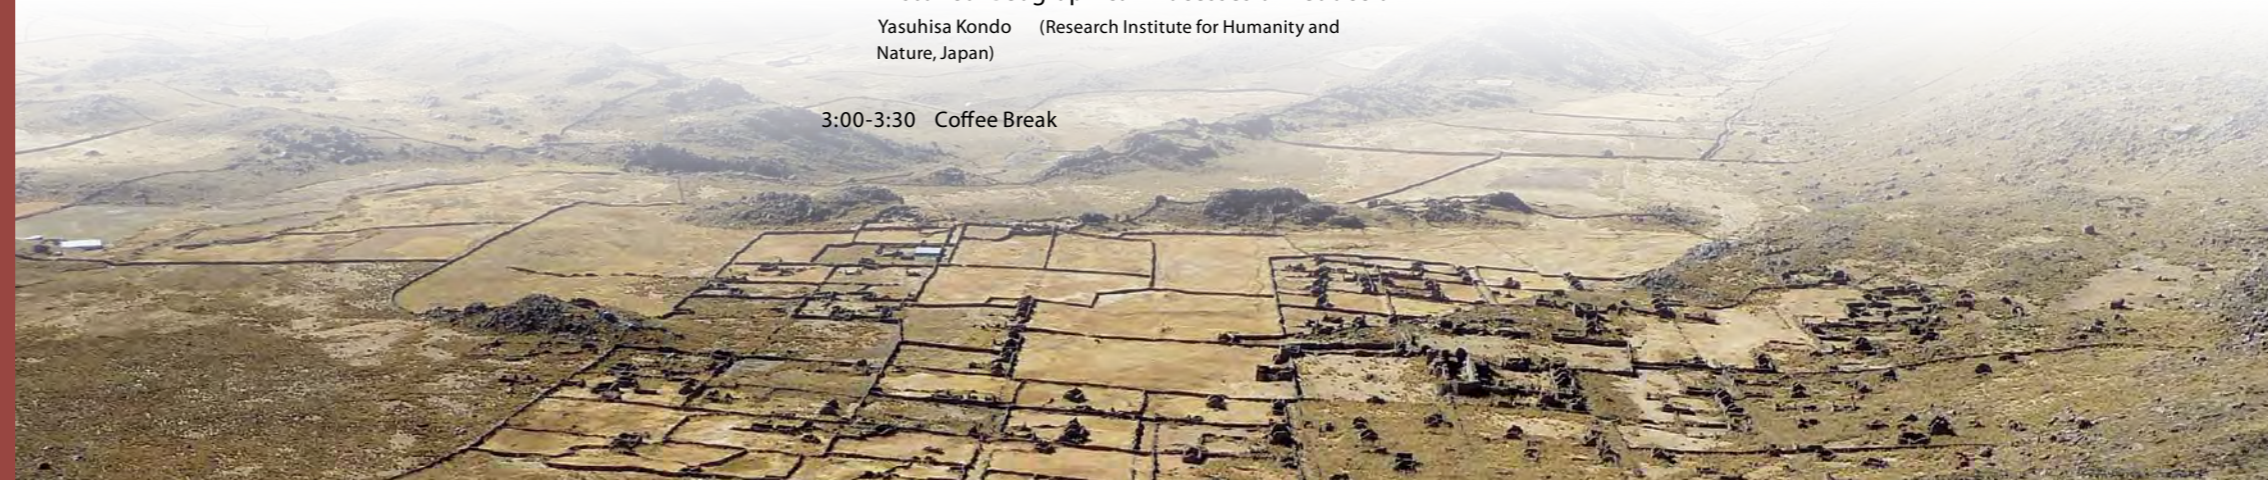 Yasuhisa Kondo (Research Institute for Humanity and
Nature, Japan)
3:00-3:30 Coffee Break